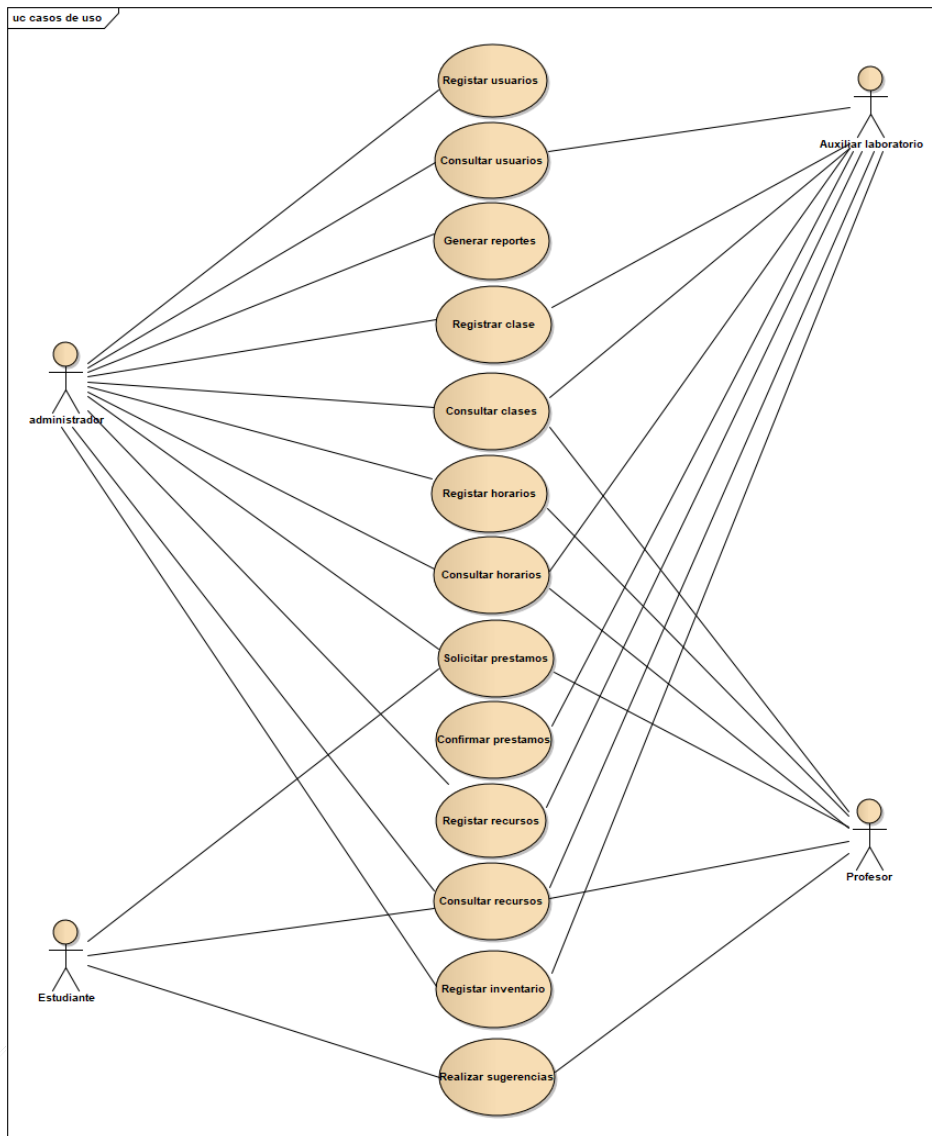 uc casos de uso
Registar usuarios
Auxiliar laboratorio
Consultar usuarios
Generar reportes
Registrar clase
administrador
Consultar clases
Registar horarios
Consultar horarios
Solicitar prestamos
Confirmar prestamos
Registar recursos
Profesor
Consultar recursos
Estudiante
Registar inventario
Realizar sugerencias